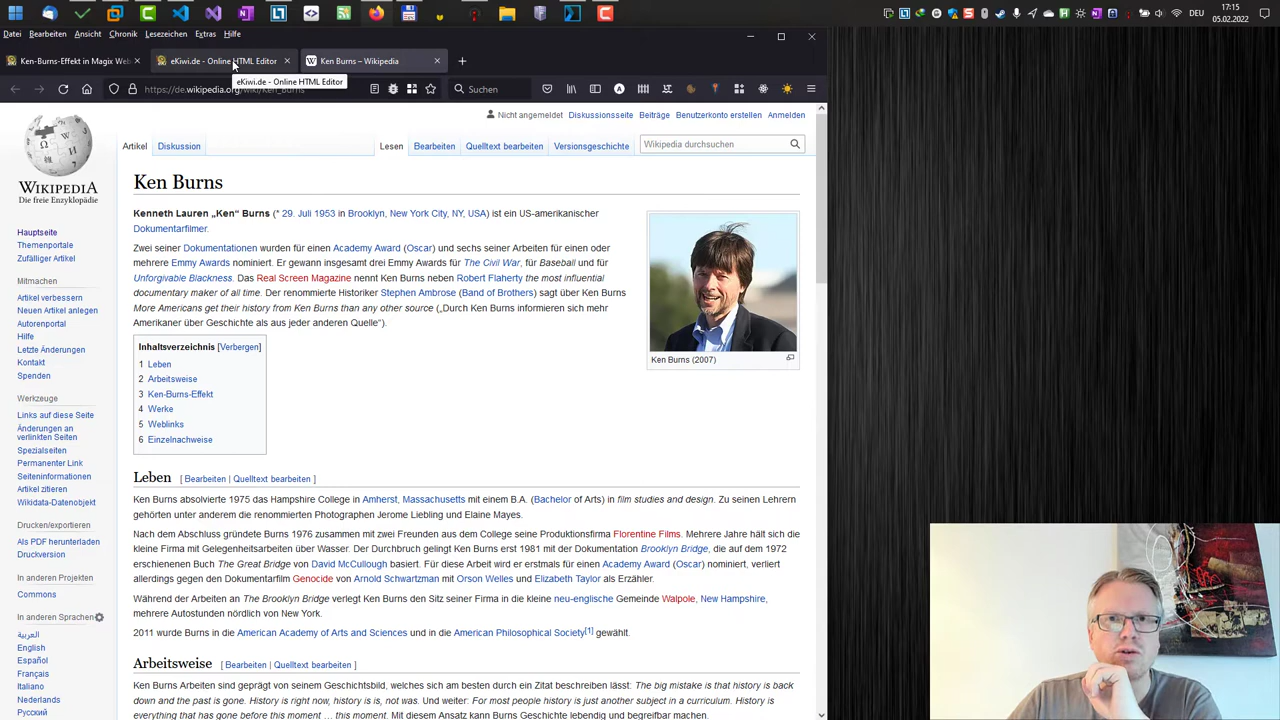 DEU
17:15
05.02.2022
Datei Bearbeiten Ansicht Chronik Lesezeichen Extras Hilfe
Ken-Burns-Effekt in Magix Web
eKiwi.de - Online HTML Editor
Ken Burns – Wikipedia
eKiwi.de - Online HTML Editor
https://de.wikipedia.org/wiki/Ken_Burns
Suchen
Nicht angemeldet Diskussionsseite Beiträge Benutzerkonto erstellen Anmelden
Artikel Diskussion Lesen Bearbeiten Quelltext bearbeiten Versionsgeschichte
Wikipedia durchsuchen
WIKIPEDIA
Die freie Enzyklopädie
Hauptseite
Themenportale
Zufälliger Artikel
Mitmachen
Artikel verbessern
Neuen Artikel anlegen
Autorenportal
Hilfe
Letzte Änderungen
Kontakt
Spenden
Werkzeuge
Links auf diese Seite
Änderungen an
verlinkten Seiten
Spezialseiten
Permanenter Link
Seiteninformationen
Artikel zitieren
Wikidata-Datenobjekt
Drucken/exportieren
Als PDF herunterladen
Druckversion
In anderen Projekten
Commons
In anderen Sprachen
العربية
English
Español
Français
Italiano
Nederlands
Русский
Ken Burns
Kenneth Lauren „Ken“ Burns (* 29. Juli 1953 in Brooklyn, New York City, NY, USA) ist ein US-amerikanischer
Dokumentarfilmer.
Zwei seiner Dokumentationen wurden für einen Academy Award (Oscar) und sechs seiner Arbeiten für einen oder
mehrere Emmy Awards nominiert. Er gewann insgesamt drei Emmy Awards für The Civil War, für Baseball und für
Unforgivable Blackness. Das Real Screen Magazine nennt Ken Burns neben Robert Flaherty the most influential
documentary maker of all time. Der renommierte Historiker Stephen Ambrose (Band of Brothers) sagt über Ken Burns
More Americans get their history from Ken Burns than any other source („Durch Ken Burns informieren sich mehr
Amerikaner über Geschichte als aus jeder anderen Quelle“).
Ken Burns (2007)
Inhaltsverzeichnis [Verbergen]
1 Leben
2 Arbeitsweise
3 Ken-Burns-Effekt
4 Werke
5 Weblinks
6 Einzelnachweise
Leben [ Bearbeiten | Quelltext bearbeiten ]
Ken Burns absolvierte 1975 das Hampshire College in Amherst, Massachusetts mit einem B.A. (Bachelor of Arts) in film studies and design. Zu seinen Lehrern
gehörten unter anderem die renommierten Photographen Jerome Liebling und Elaine Mayes.
Nach dem Abschluss gründete Burns 1976 zusammen mit zwei Freunden aus dem College seine Produktionsfirma Florentine Films. Mehrere Jahre hält sich die
kleine Firma mit Gelegenheitsarbeiten über Wasser. Der Durchbruch gelingt Ken Burns erst 1981 mit der Dokumentation Brooklyn Bridge, die auf dem 1972
erschienenen Buch The Great Bridge von David McCullough basiert. Für diese Arbeit wird er erstmals für einen Academy Award (Oscar) nominiert, verliert
allerdings gegen den Dokumentarfilm Genocide von Arnold Schwartzman mit Orson Welles und Elizabeth Taylor als Erzähler.
Während der Arbeiten an The Brooklyn Bridge verlegt Ken Burns den Sitz seiner Firma in die kleine neu-englische Gemeinde Walpole, New Hampshire,
mehrere Autostunden nördlich von New York.
2011 wurde Burns in die American Academy of Arts and Sciences und in die American Philosophical Society[1] gewählt.
Arbeitsweise [ Bearbeiten | Quelltext bearbeiten ]
Ken Burns Arbeiten sind geprägt von seinem Geschichtsbild, welches sich am besten durch ein Zitat beschreiben lässt: The big mistake is that history is back
down and the past is gone. History is right now, history is is, not was. Und weiter: For most people history is just another subject in a curriculum. History is
everything that has gone before this moment ... this moment. Mit diesem Ansatz kann Burns Geschichte lebendig und begreifbar machen.